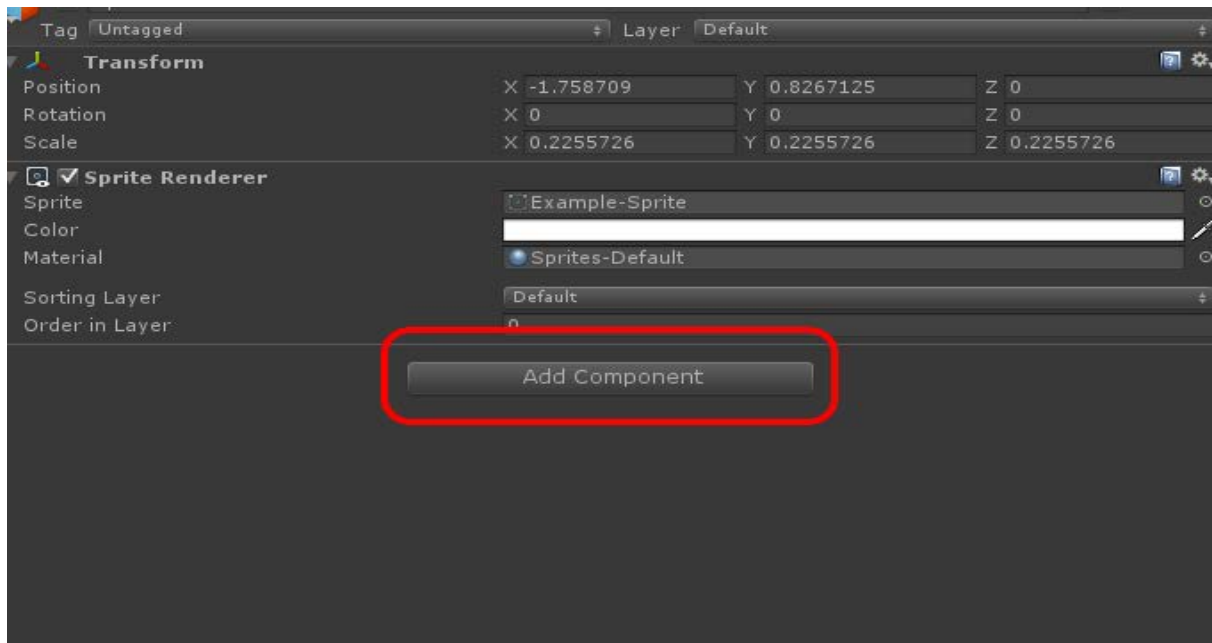 Tag Untagged Layer Default
Transform
Position X -1.758709 Y 0.8267125 Z 0
Rotation X 0 Y 0 Z 0
Scale X 0.2255726 Y 0.2255726 Z 0.2255726
Sprite Renderer
Sprite Example-Sprite
Color
Material Sprites-Default
Sorting Layer Default
Order in Layer 0
Add Component